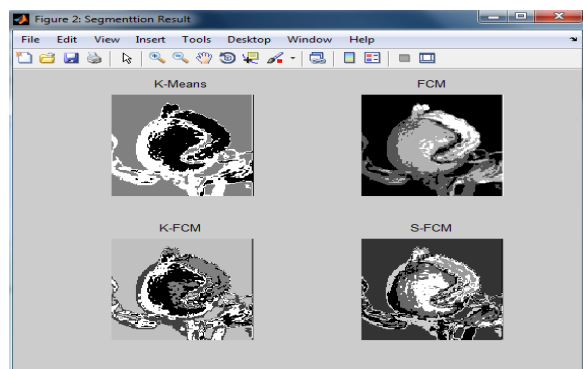 Figure 2: Segmenttion Result
File Edit View Insert Tools Desktop Window Help
K-Means FCM
K-FCM S-FCM